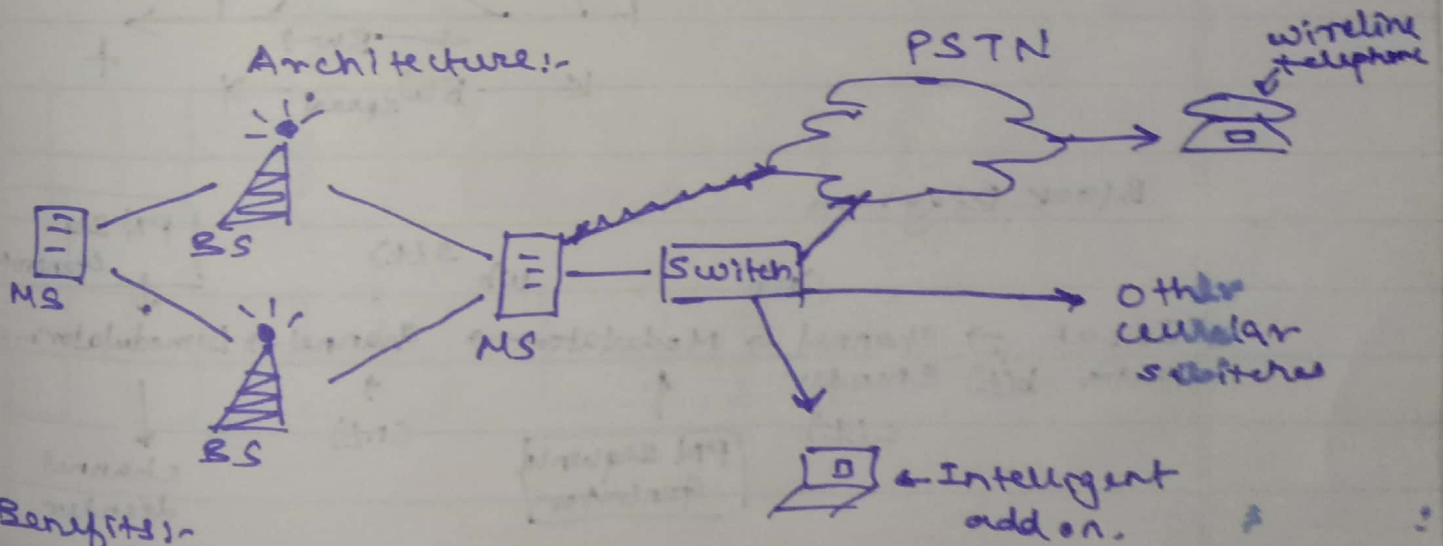 Architecture:-
PSTN
wireline
telephone
BS
MS
Switch
MS
Other
cellular
switches
BS
Intelligent
add on.
Benefits:-